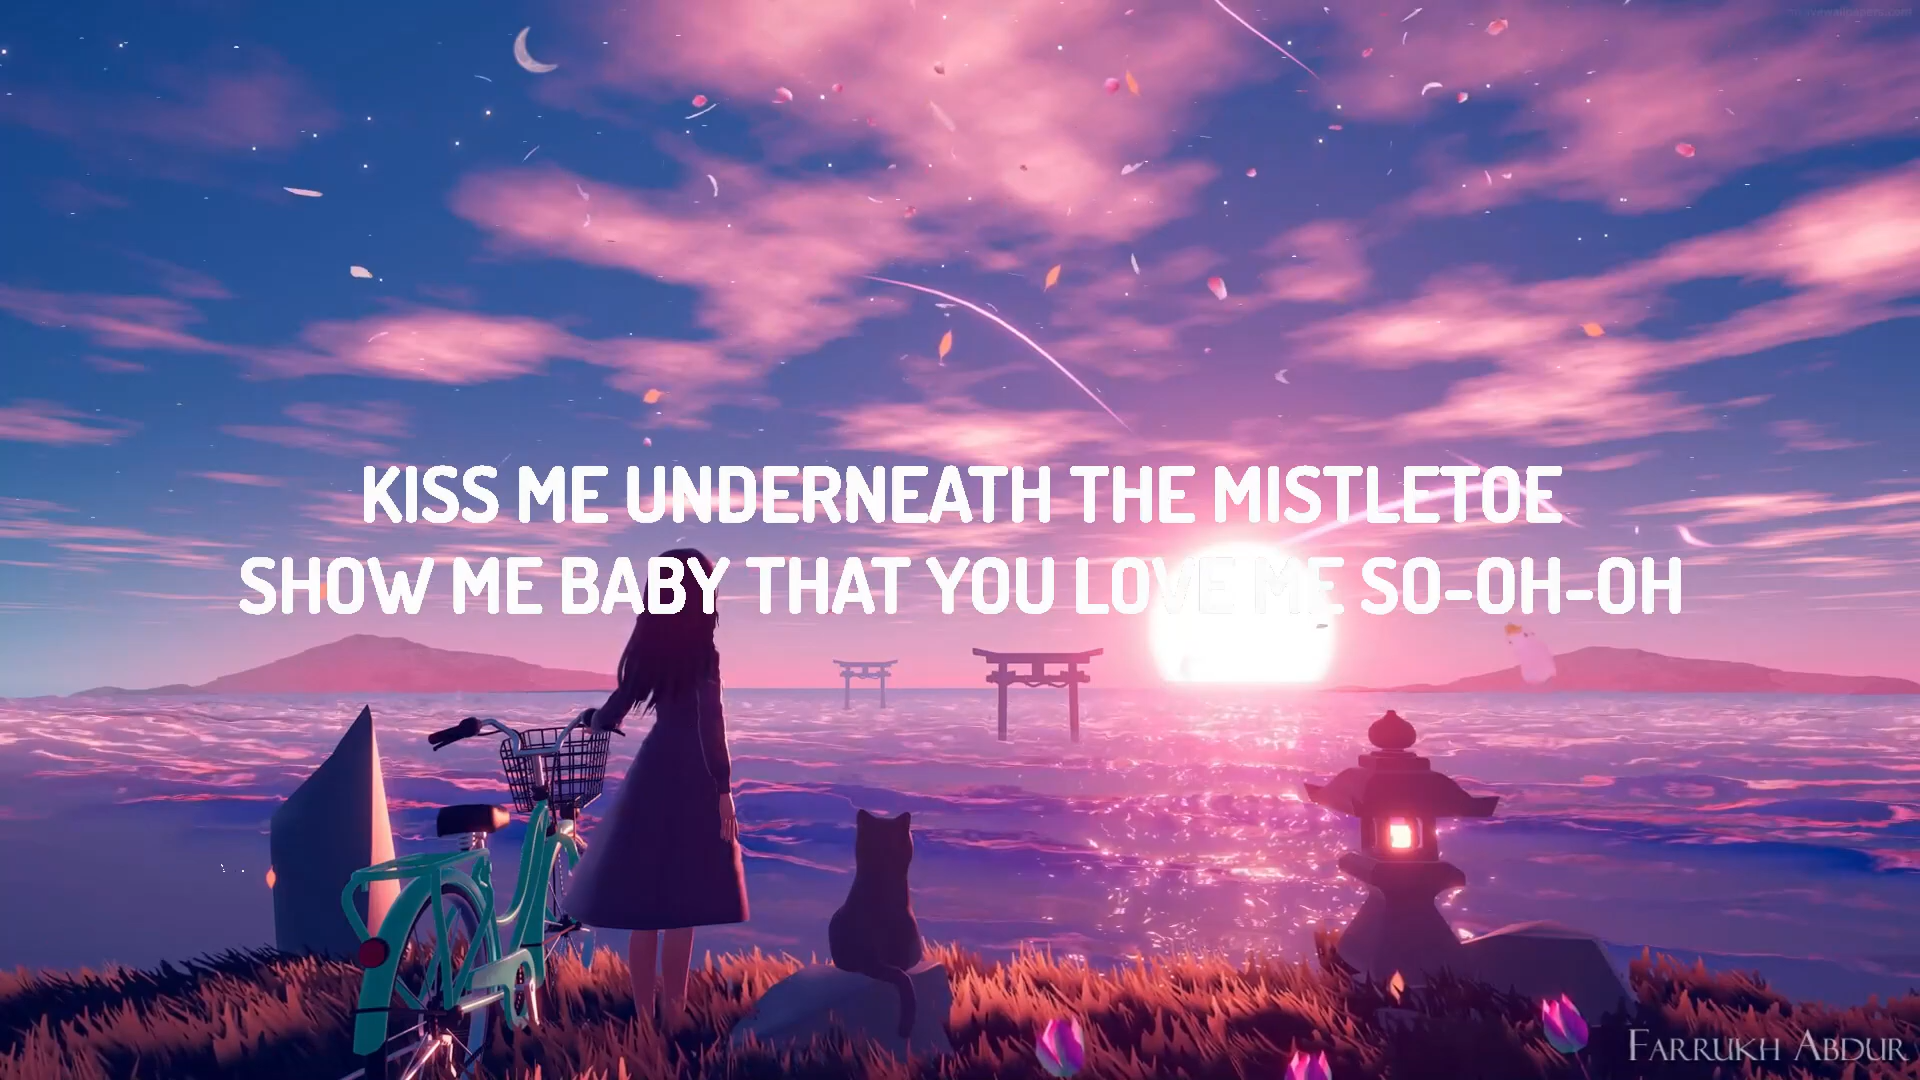 KISS ME UNDERNEATH THE MISTLETOE
SHOW ME BABY THAT YOU LOVE ME SO-OH-OH
FARRUKH ABDUR